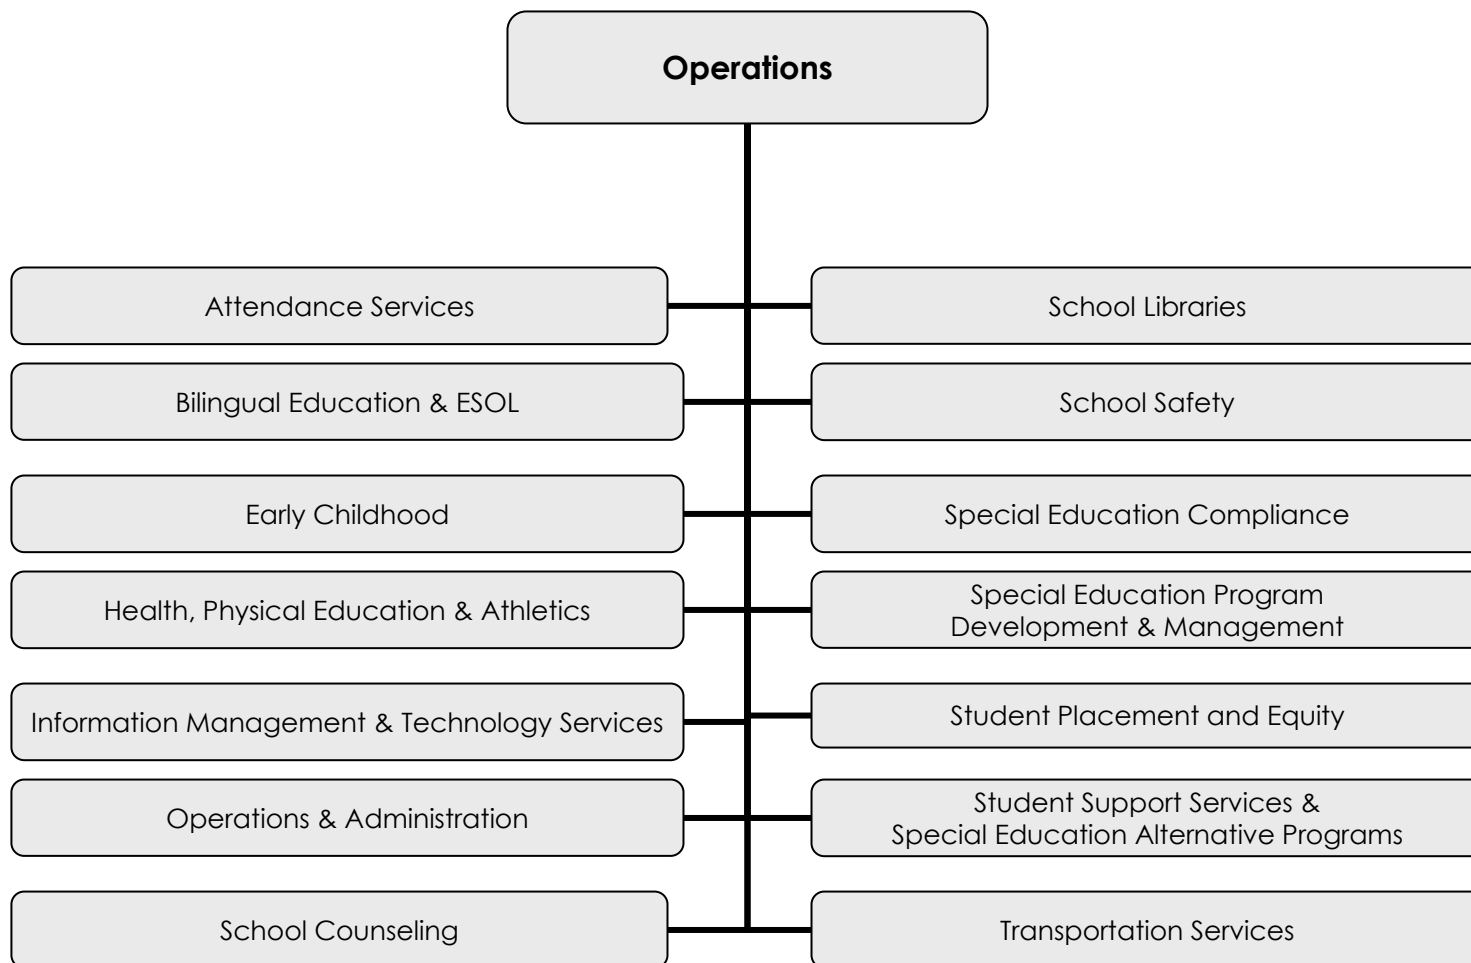 Operations
Attendance Services
School Libraries
Bilingual Education & ESOL
School Safety
Early Childhood
Special Education Compliance
Health, Physical Education & Athletics
Special Education Program
Development & Management
Information Management & Technology Services
Student Placement and Equity
Operations & Administration
Student Support Services &
Special Education Alternative Programs
School Counseling
Transportation Services